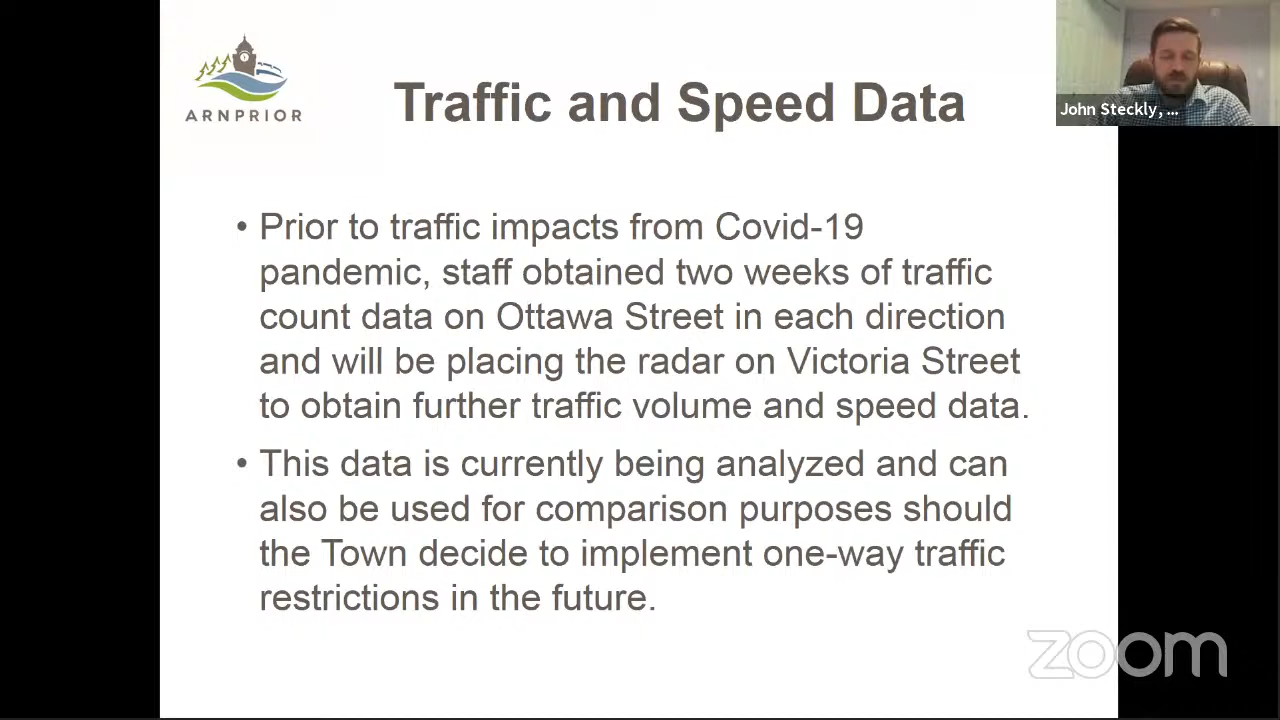 ARNPRIOR
Traffic and Speed Data
John Steckly, ...
• Prior to traffic impacts from Covid-19
pandemic, staff obtained two weeks of traffic
count data on Ottawa Street in each direction
and will be placing the radar on Victoria Street
to obtain further traffic volume and speed data.
• This data is currently being analyzed and can
also be used for comparison purposes should
the Town decide to implement one-way traffic
restrictions in the future.
zoom